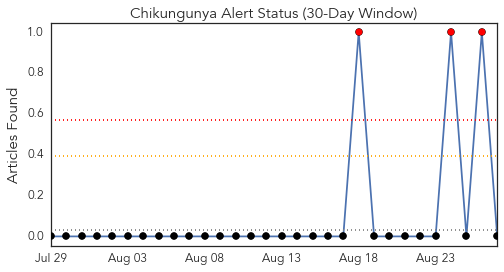 Chikungunya Alert Status (30-Day Window)
Articles Found
1.0
0.8
0.6
0.4
0.2
0.0
Jul 29 Aug 03 Aug 08 Aug 13 Aug 18 Aug 23